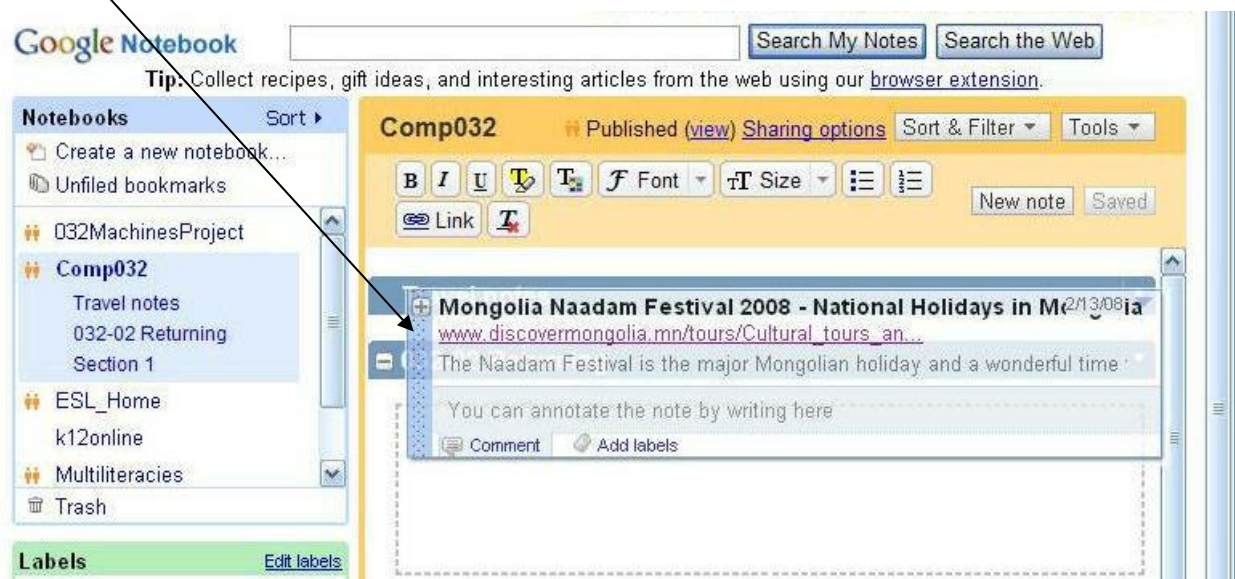 Google Notebook
Search My Notes
Search the Web
Tip: Collect recipes, gift ideas, and interesting articles from the web using our browser extension.
Notebooks
Sort
Create a new notebook...
Unfiled bookmarks
032MachinesProject
Comp032
Travel notes
032-02 Returning
Section 1
ESL_Home
k12online
Multiliteracies
Trash
Labels
Edit labels
Comp032
Published (view) Sharing options
Sort & Filter
Tools
B I U
Font
Size
Link
New note
Saved
Mongolia Naadam Festival 2008 - National Holidays in
2/13/08
www.discovermongolia.mn/tours/Cultural_tours_an...
The Naadam Festival is the major Mongolian holiday and a wonderful time
You can annotate the note by writing here
Comment
Add labels